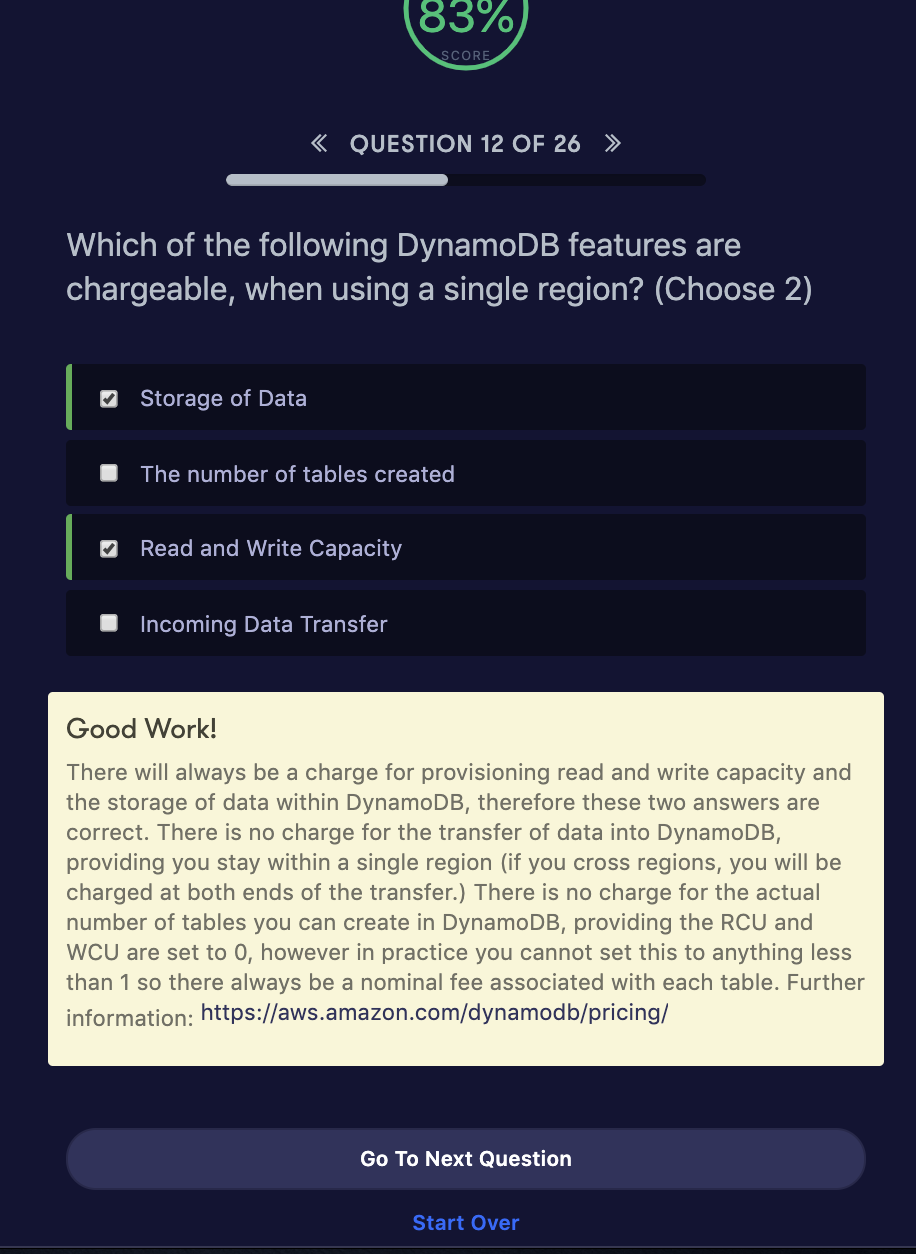 83%
SCORE
« QUESTION 12 OF 26 »
Which of the following DynamoDB features are
chargeable, when using a single region? (Choose 2)
Storage of Data
The number of tables created
Read and Write Capacity
Incoming Data Transfer
Good Work!
There will always be a charge for provisioning read and write capacity and
the storage of data within DynamoDB, therefore these two answers are
correct. There is no charge for the transfer of data into DynamoDB,
providing you stay within a single region (if you cross regions, you will be
charged at both ends of the transfer.) There is no charge for the actual
number of tables you can create in DynamoDB, providing the RCU and
WCU are set to 0, however in practice you cannot set this to anything less
than 1 so there always be a nominal fee associated with each table. Further
information: https://aws.amazon.com/dynamodb/pricing/
Go To Next Question
Start Over